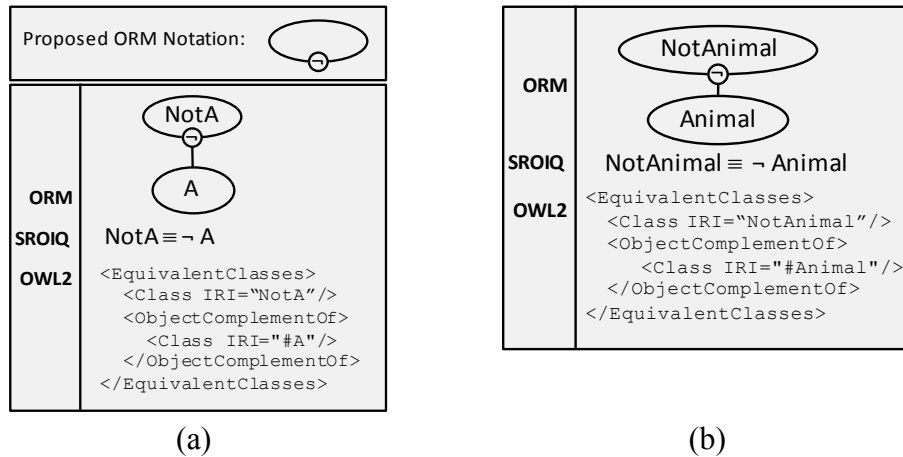 Proposed ORM Notation:
¬
NotA
¬
A
ORM
SROIQ
NotA ≡ ¬ A
OWL2
<EquivalentClasses>
<Class IRI=“NotA”/>
<ObjectComplementOf>
<Class IRI="#A"/>
</ObjectComplementOf>
</EquivalentClasses>
(a)
NotAnimal
¬
ORM
Animal
SROIQ
NotAnimal ≡ ¬ Animal
OWL2
<EquivalentClasses>
<Class IRI=“NotAnimal”/>
<ObjectComplementOf>
<Class IRI="#Animal"/>
</ObjectComplementOf>
</EquivalentClasses>
(b)